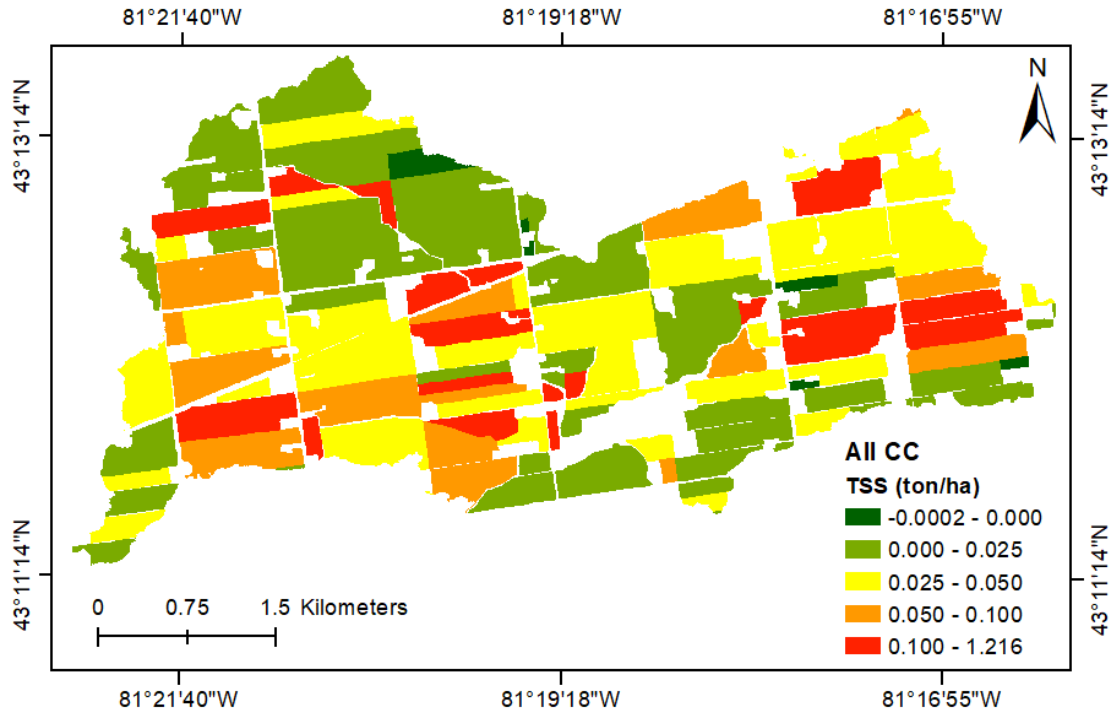 81°21'40"W 81°19'18"W 81°16'55"W
N
43°13'14"N 43°13'14"N
All CC
TSS (ton/ha)
-0.0002 - 0.000
0.000 - 0.025
0.025 - 0.050
0.050 - 0.100
0.100 - 1.216
43°11'14"N 43°11'14"N
0 0.75 1.5 Kilometers
81°21'40"W 81°19'18"W 81°16'55"W